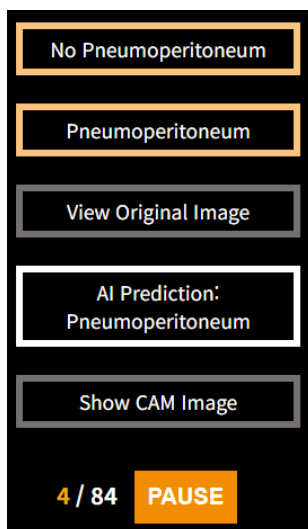 No Pneumoperitoneum
Pneumoperitoneum
View Original Image
AI Prediction:
Pneumoperitoneum
Show CAM Image
4 / 84 PAUSE